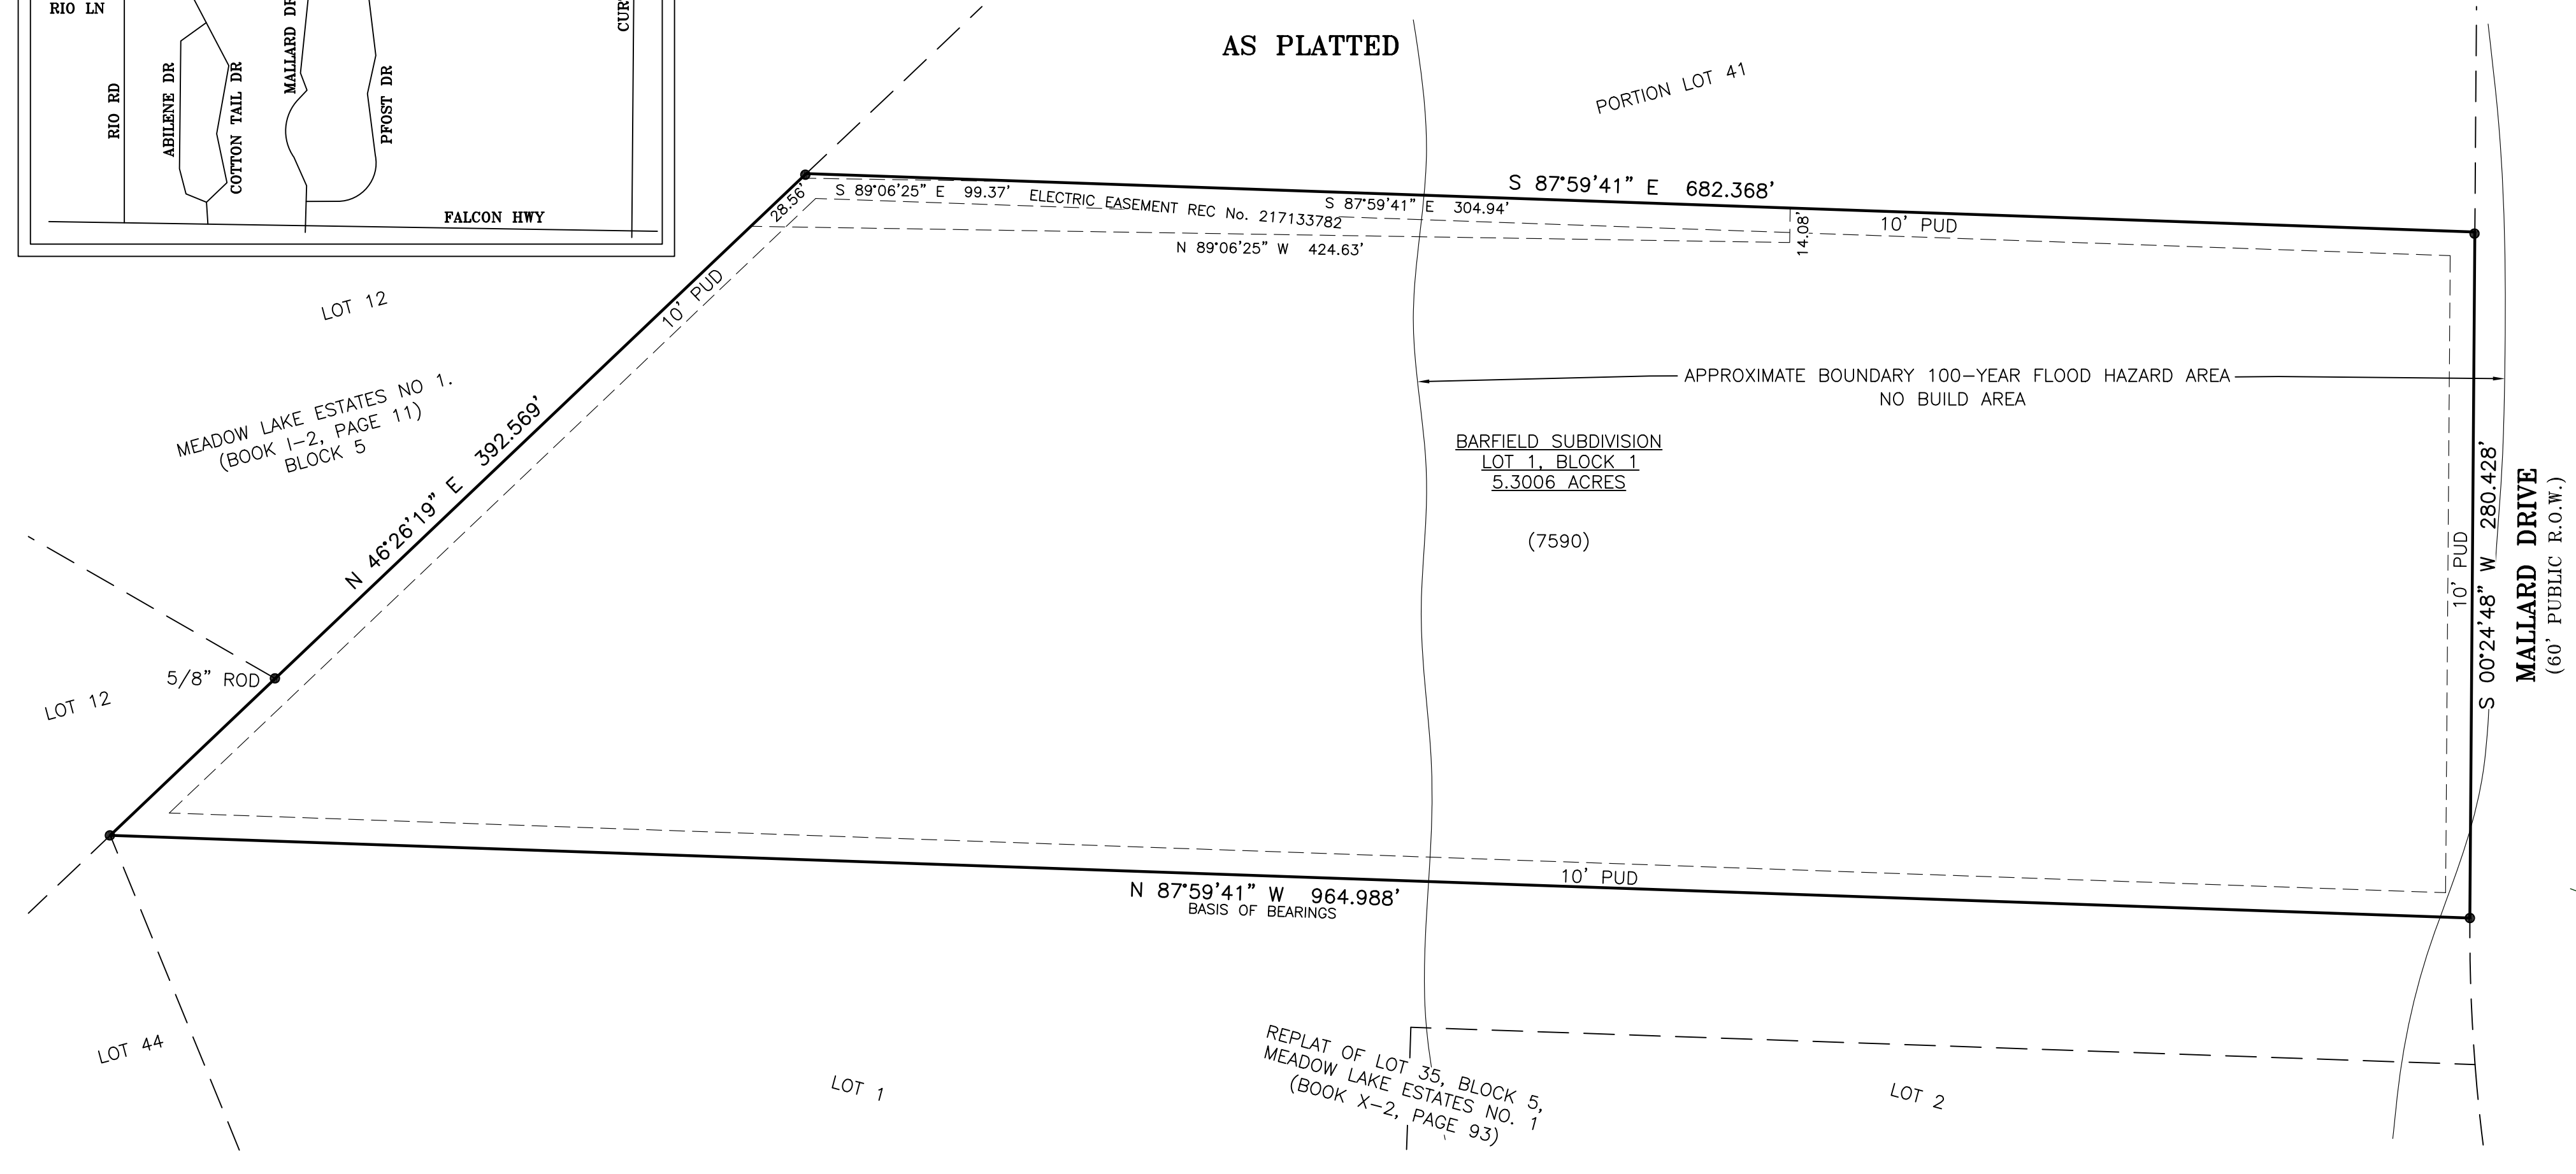 RIO LN
RIO RD
ABILENE DR
COTTON TAIL DR
MALLARD DR
PFOST DR
CUR
FALCON HWY
AS PLATTED
PORTION LOT 41
S 87°59'41" E 682.368'
28.56'
S 89°06'25" E 99.37'
ELECTRIC EASEMENT REC No. 217133782
S 87°59'41" E 304.94'
N 89°06'25" W 424.63'
14.08'
10' PUD
10' PUD
LOT 12
MEADOW LAKE ESTATES NO 1.
(BOOK I-2, PAGE 11)
BLOCK 5
N 46°26'19" E 392.569'
APPROXIMATE BOUNDARY 100-YEAR FLOOD HAZARD AREA
NO BUILD AREA
BARFIELD SUBDIVISION
LOT 1, BLOCK 1
5.3006 ACRES
(7590)
10' PUD
S 00°24'48" W 280.428'
MALLARD DRIVE
(60' PUBLIC R.O.W.)
5/8" ROD
LOT 12
10' PUD
N 87°59'41" W 964.988'
BASIS OF BEARINGS
LOT 44
LOT 1
REPLAT OF LOT 35, BLOCK 5,
MEADOW LAKE ESTATES NO. 1
(BOOK X-2, PAGE 93)
LOT 2